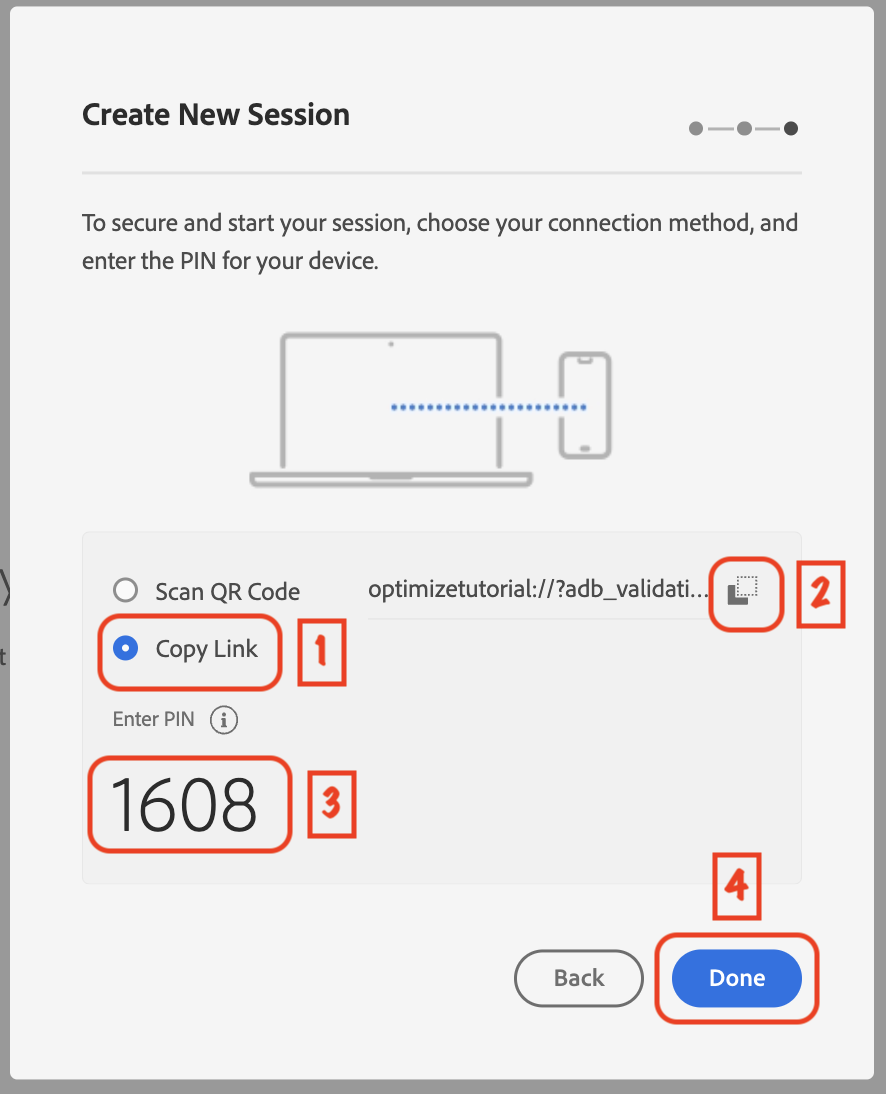 Create New Session
To secure and start your session, choose your connection method, and
enter the PIN for your device.
Scan QR Code
optimizetutorial://?adb_validati...
2
Copy Link
1
Enter PIN
1608
3
4
Back
Done